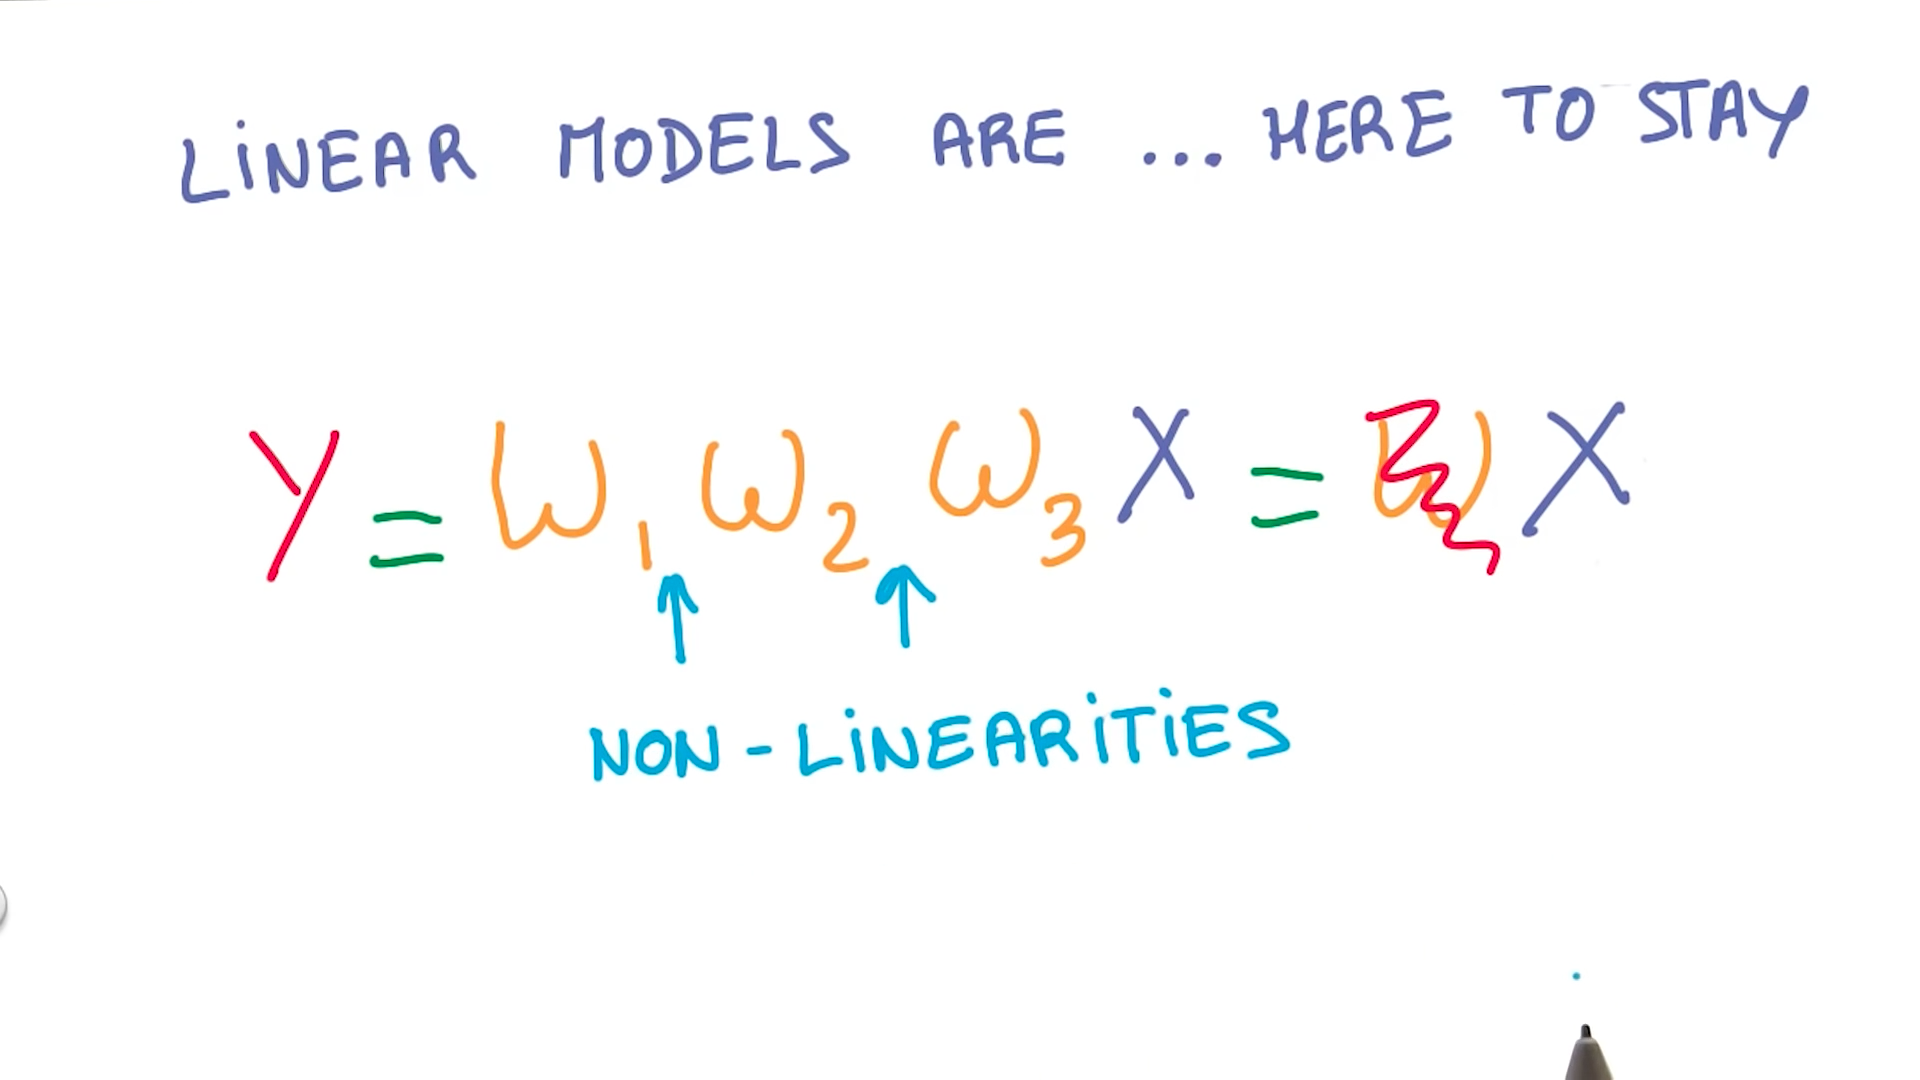 LINEAR MODELS ARE ... HERE TO STAY
Y = W1 W2 W3 X = W X
NON-LINEARITIES